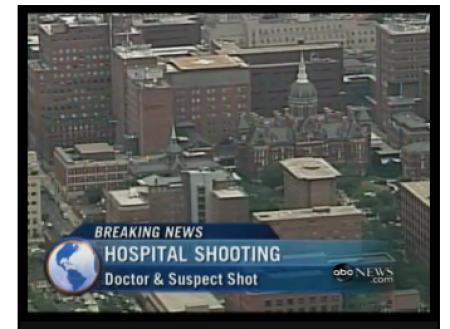 BREAKING NEWS
HOSPITAL SHOOTING
Doctor & Suspect Shot
abc NEWS
.com